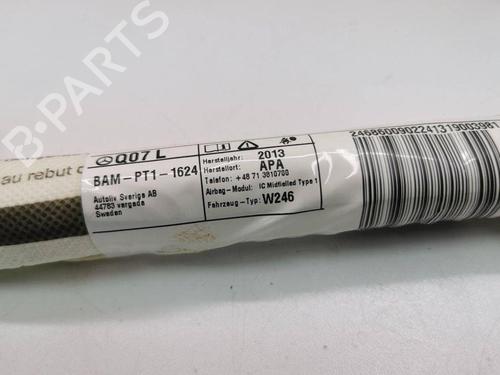 B-PARTS
au rebut
Q07 L
BAM-PT1-1624
Autoliv Sverige AB
44783 vargada
Sweden
Herstelljahr: 2013
Herstellort: APA
Telefon: +48 71 3810700
Airbag-Modul: IC Midfielled Type 1
Fahrzeug-Typ: W246